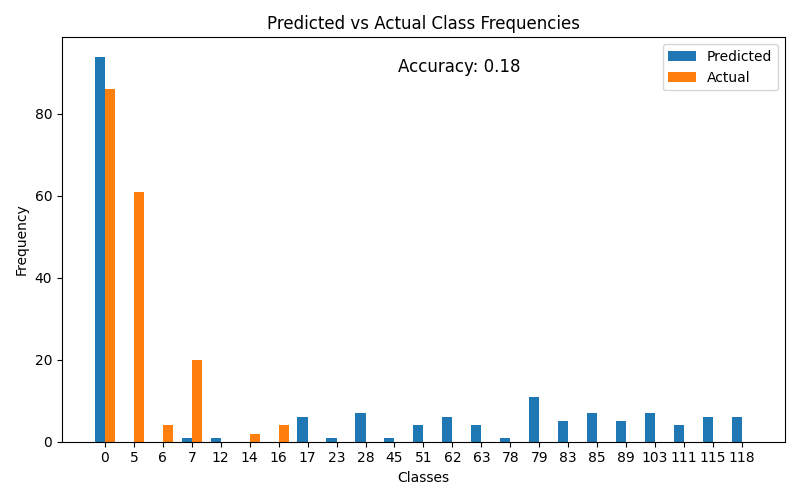 Predicted vs Actual Class Frequencies
Accuracy: 0.18
Predicted
Actual
Frequency
80
60
40
20
0
0 5 6 7 12 14 16 17 23 28 45 51 62 63 78 79 83 85 89 103 111 115 118
Classes